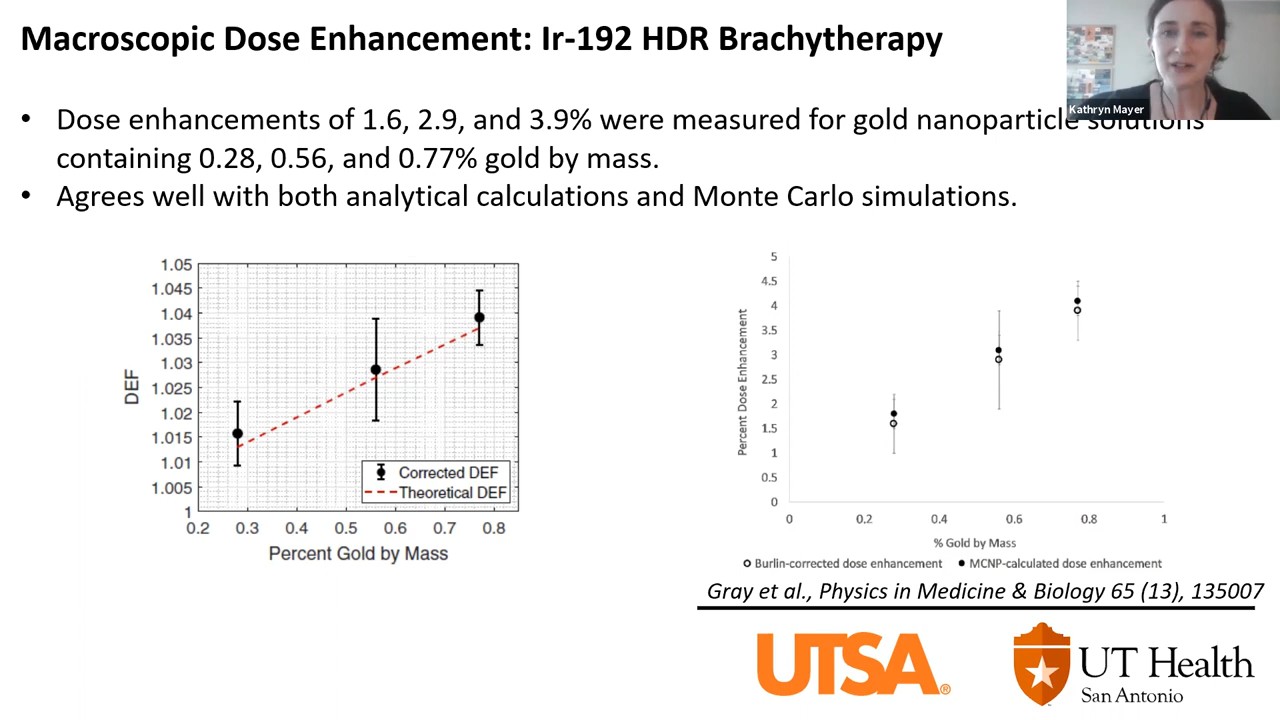 Macroscopic Dose Enhancement: Ir-192 HDR Brachytherapy
Kathryn Mayer
• Dose enhancements of 1.6, 2.9, and 3.9% were measured for gold nanoparticle solutions
containing 0.28, 0.56, and 0.77% gold by mass.
• Agrees well with both analytical calculations and Monte Carlo simulations.
1.05
1.045
1.04
1.035
1.03
1.025
1.02
1.015
1.01
1.005
1
DEF
0.2 0.3 0.4 0.5 0.6 0.7 0.8
Percent Gold by Mass
Corrected DEF
Theoretical DEF
5
4.5
4
3.5
3
2.5
2
1.5
1
0.5
0
Percent Dose Enhancement
0 0.2 0.4 0.6 0.8 1
% Gold by Mass
Burlin-corrected dose enhancement MCNP-calculated dose enhancement
Gray et al., Physics in Medicine & Biology 65 (13), 135007
UTSA®
UT Health
San Antonio